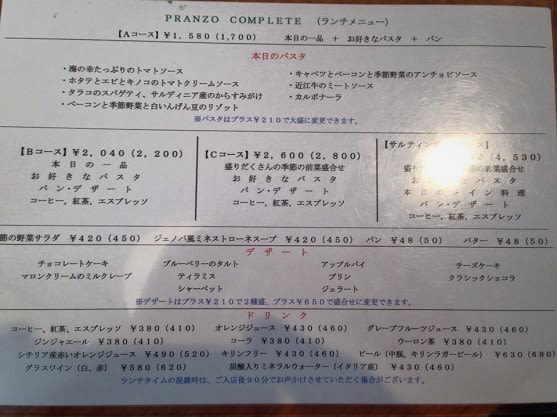 PRANZO COMPLETE (ランチメニュー)
【Aコース】¥1,580(1,700) 本日の一品 + お好きなパスタ + パン
本日のパスタ
・海の幸たっぷりのトマトソース
・ホタテとエビとキノコのトマトクリームソース
・タラコのスパゲティ、サルディニア産のからすみがけ
・ベーコンと季節野菜と白いんげん豆のリゾット
・キャベツとベーコンと季節野菜のアンチョビソース
・近江牛のミートソース
・カルボナーラ
※パスタはプラス¥210で大盛に変更できます。
【Bコース】¥2,040(2,200)
本日の一品
お好きなパスタ
パン・デザート
コーヒー,紅茶,エスプレッソ
【Cコース】¥2,600(2,800)
盛りだくさんの季節の前菜盛合せ
お好きなパスタ
パン・デザート
コーヒー,紅茶,エスプレッソ
【サルティン ス】
(4,530)
盛り の前菜盛合せ
パスタ
本日 イン料理
パン・デザート
コーヒー,紅茶,エスプレッソ
節の野菜サラダ ¥420(450) ジェノバ風ミネストローネスープ ¥420(450) パン ¥48(50) バター ¥48(50)
デザート
チョコレートケーキ ブルーベリーのタルト アップルパイ チーズケーキ
マロンクリームのミルクレープ ティラミス プリン クラシックショコラ
シャーベット ジェラート
※デザートはプラス¥210で2種盛、プラス¥650で盛合せに変更できます。
ドリンク
コーヒー、紅茶、エスプレッソ ¥380(410) オレンジジュース ¥430(460) グレープフルーツジュース ¥430(460)
ジンジャエール ¥380(410) コーラ ¥380(410) ウーロン茶 ¥380(410)
シチリア産赤いオレンジジュース ¥490(520) キリンフリー ¥430(460) ビール(中瓶、キリンラガービール) ¥630(680)
グラスワイン(白、赤) ¥580(620) 炭酸入りミネラルウォーター(イタリア産) ¥430(460)
ランチタイムの混雑時は、ご入店後90分でお声かけさせていただく場合がございます。